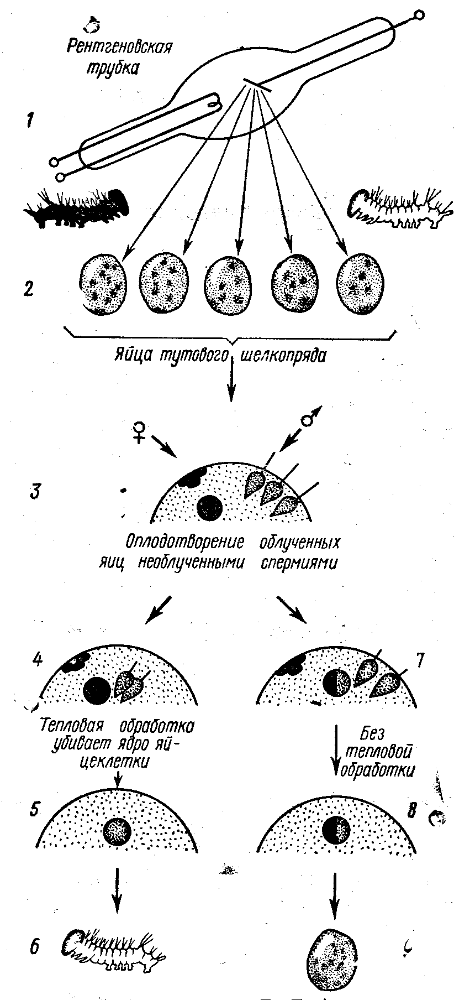 Рентгеновская
трубка
1
2
Яйца тутового шелкопряда
♀
♂
3
Оплодотворение облученных
яиц необлученными спермиями
4
7
Тепловая обработка
убивает ядро яй-
цеклетки
Без
тепловой
обработки
5
8
6